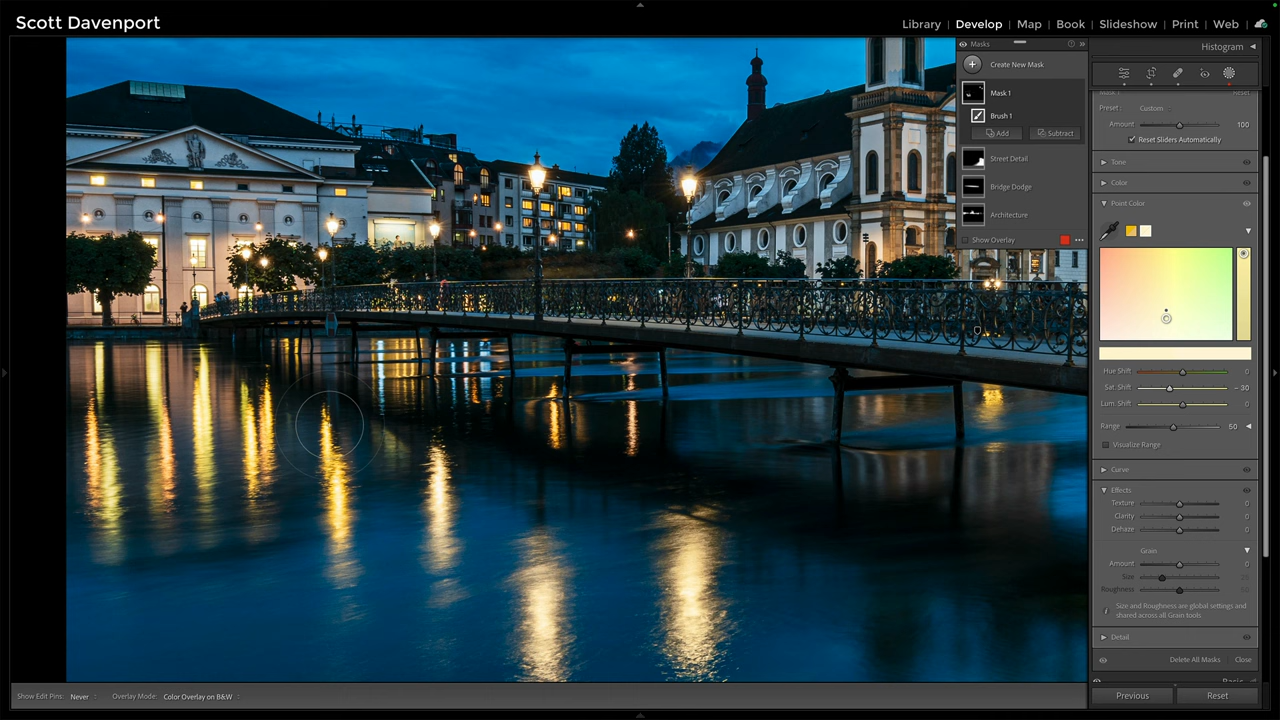 Scott Davenport
Library | Develop | Map | Book | Slideshow | Print | Web
Masks
Create New Mask
Mask 1
Brush 1
Add Subtract
Street Detail
Bridge Dodge
Architecture
Show Overlay
Histogram
Mask 1 Reset
Preset: Custom
Amount: 100
Reset Sliders Automatically
Tone
Color
Point Color
Hue Shift 0
Sat. Shift – 30
Lum. Shift 0
Range 50
Visualize Range
Curve
Effects
Texture 0
Clarity 0
Dehaze 0
Grain
Amount 0
Size
Roughness
Size and Roughness are global settings and
shared across all Grain tools
Detail
Delete All Masks Close
Basic
Previous Reset
Show Edit Pins: Never Overlay Mode: Color Overlay on B&W